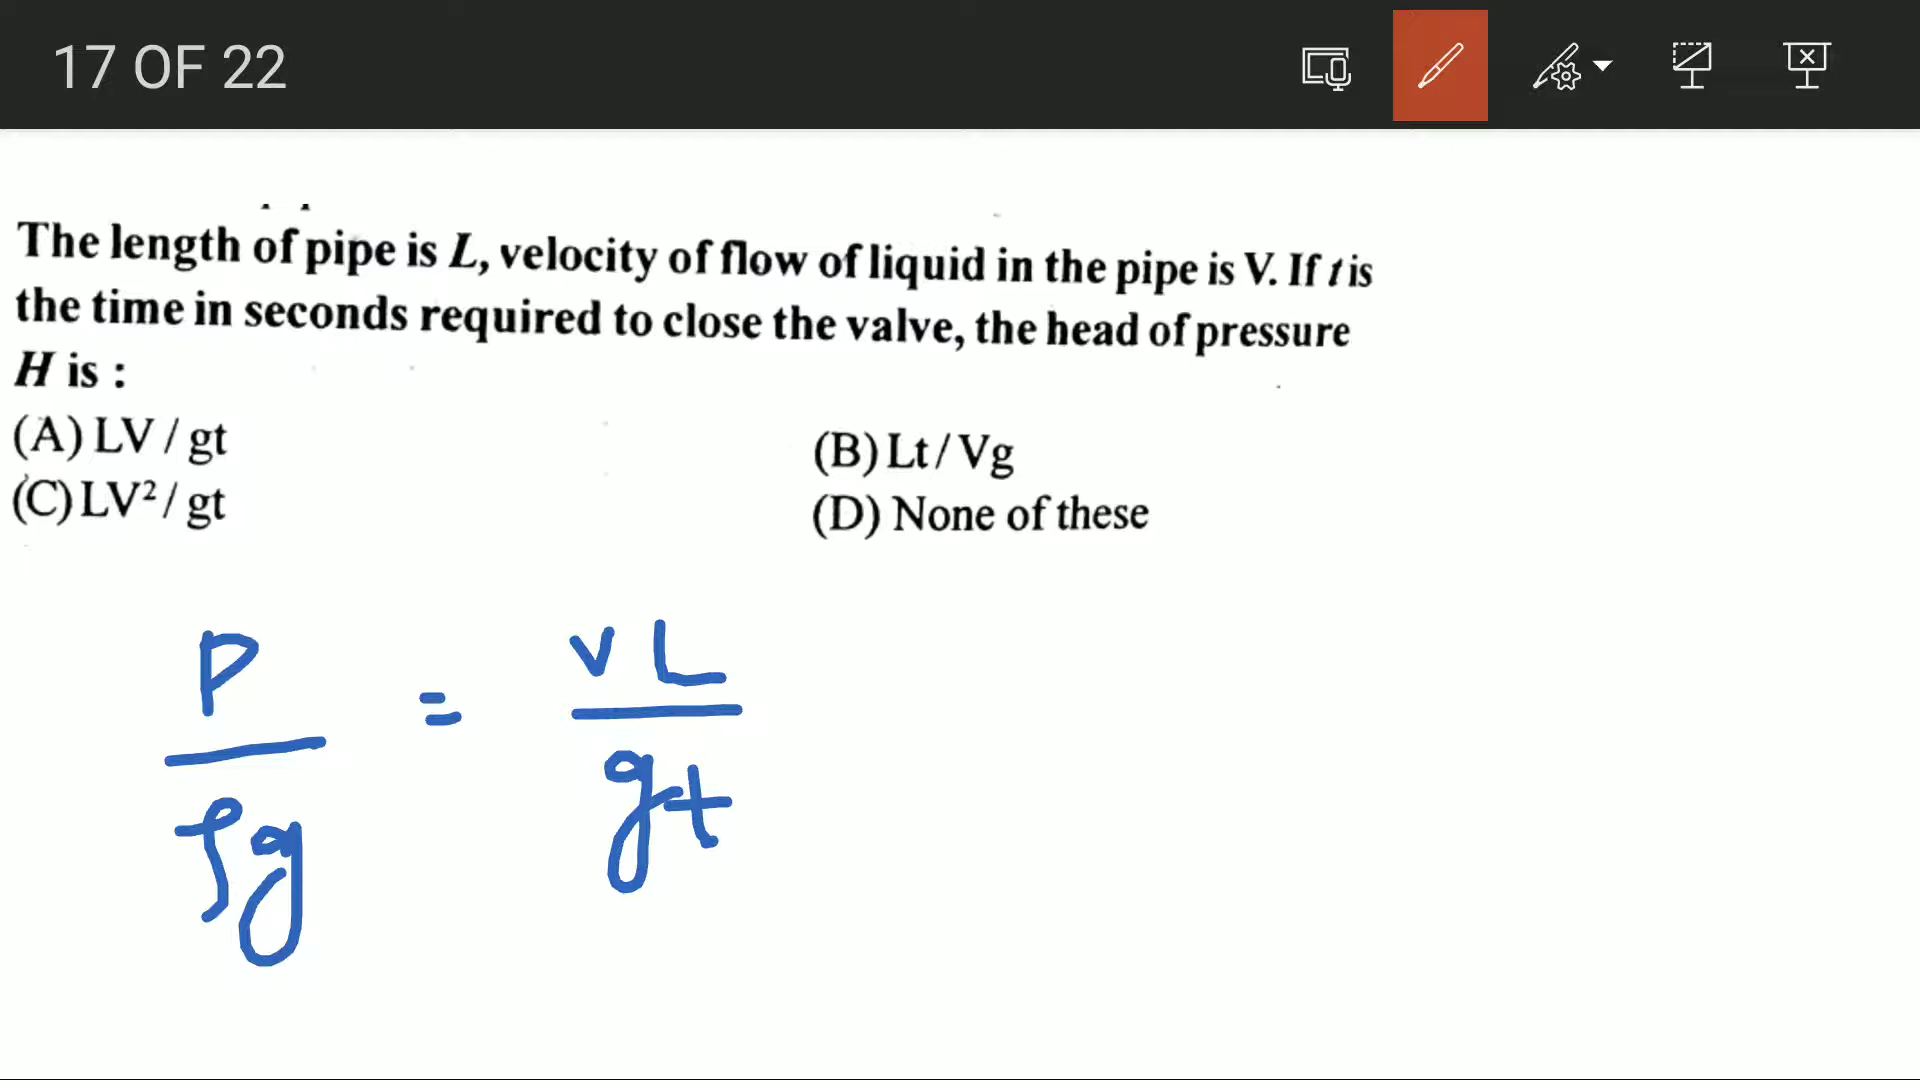 17 OF 22
The length of pipe is L, velocity of flow of liquid in the pipe is V. If t is
the time in seconds required to close the valve, the head of pressure
H is :
(A) LV / gt (B) Lt / Vg
(C) LV² / gt (D) None of these
P / ρg = VL / gt